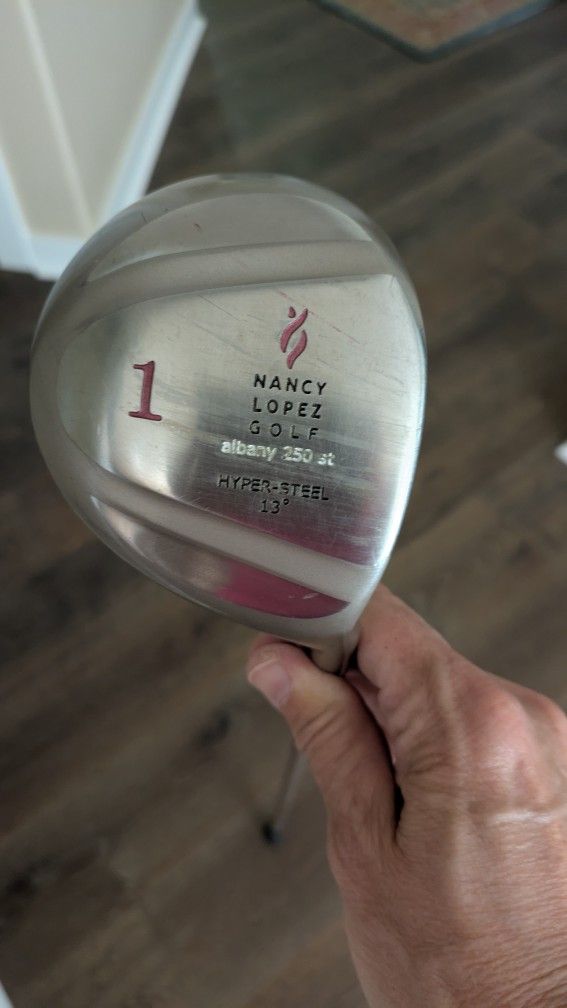 1
NANCY
LOPEZ
GOLF
albany 250 st
HYPER-STEEL
13°